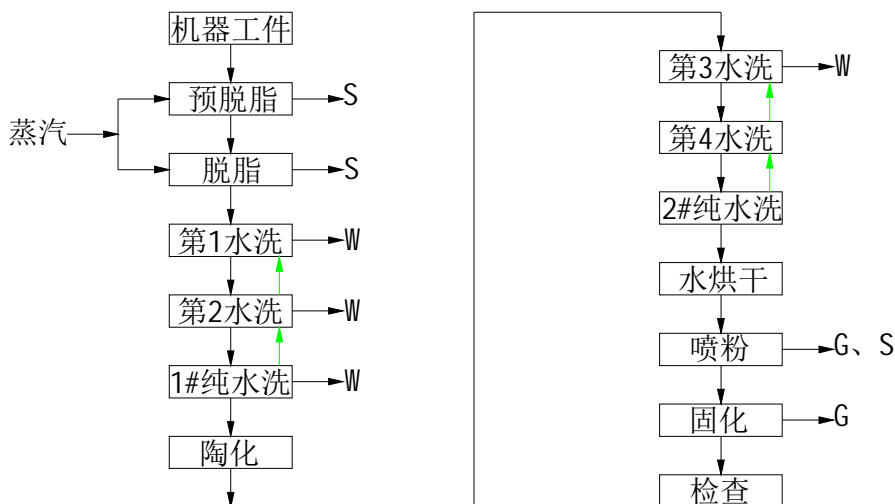 机器工件
预脱脂
S
蒸汽
脱脂
S
第1水洗
W
第2水洗
W
1#纯水洗
W
陶化
第3水洗
W
第4水洗
2#纯水洗
水烘干
喷粉
G、S
固化
G
检查